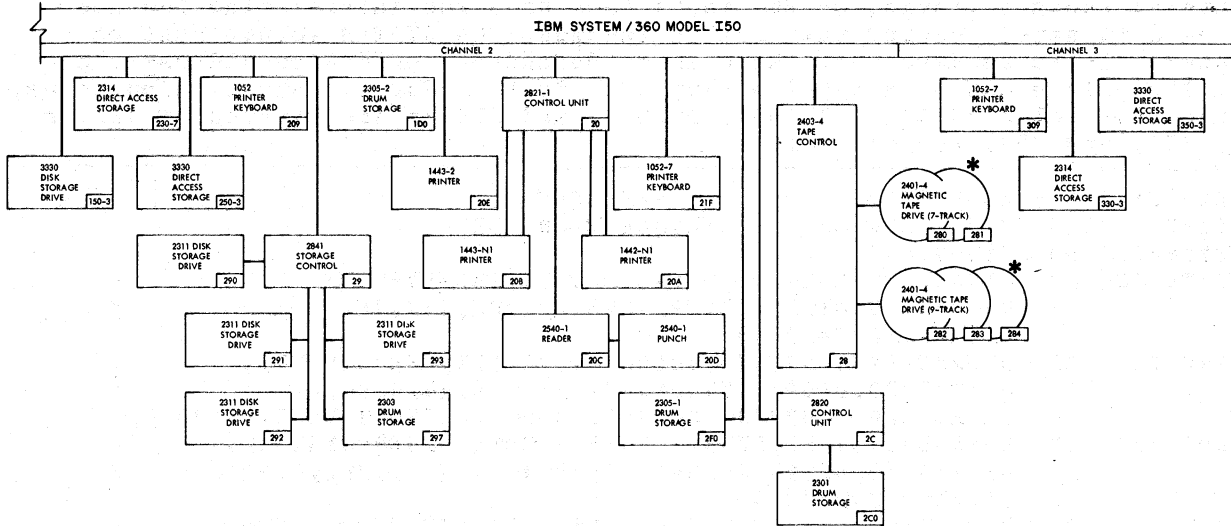 IBM SYSTEM/360 MODEL I50
CHANNEL 2
CHANNEL 3
2314
DIRECT ACCESS
STORAGE
230-7
1052
PRINTER
KEYBOARD
209
2305-2
DRUM
STORAGE
1D0
2821-1
CONTROL UNIT
20
2403-4
TAPE
CONTROL
28
1052-7
PRINTER
KEYBOARD
309
3330
DIRECT
ACCESS
STORAGE
350-3
3330
DISK
STORAGE
DRIVE
150-3
3330
DIRECT
ACCESS
STORAGE
250-3
1443-2
PRINTER
20E
1052-7
PRINTER
KEYBOARD
21F
2401-4
MAGNETIC
TAPE
DRIVE (7-TRACK)
280
281
*
2314
DIRECT
ACCESS
STORAGE
330-3
2311 DISK
STORAGE
DRIVE
290
2841
STORAGE
CONTROL
29
1443-N1
PRINTER
20B
1442-N1
PRINTER
20A
2401-4
MAGNETIC TAPE
DRIVE (9-TRACK)
282
283
284
*
2311 DISK
STORAGE
DRIVE
291
2311 DISK
STORAGE
DRIVE
293
2540-1
READER
20C
2540-1
PUNCH
20D
2311 DISK
STORAGE
DRIVE
292
2303
DRUM
STORAGE
297
2305-1
DRUM
STORAGE
2F0
2820
CONTROL
UNIT
2C
2301
DRUM
STORAGE
2C0